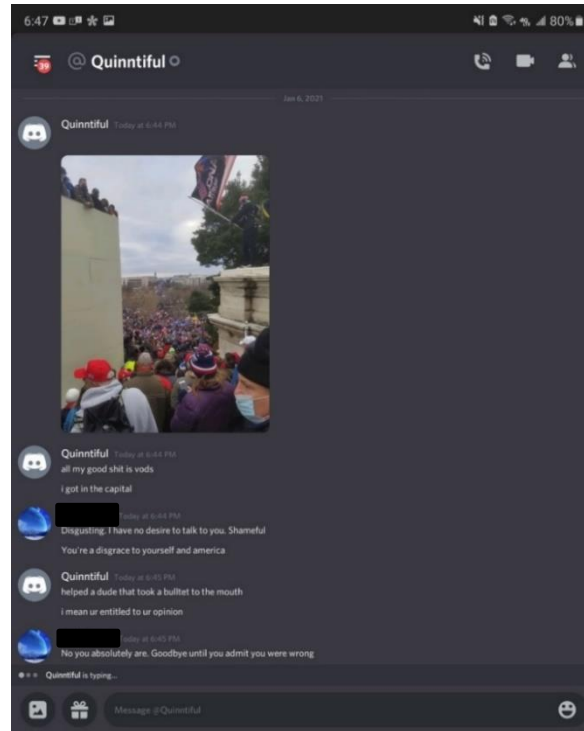 6:47
80%
39
@ Quinntiful
Jan 6, 2021
Quinntiful Today at 6:44 PM
Quinntiful Today at 6:44 PM
all my good shit is vods
i got in the capital
Today at 6:44 PM
Disgusting. I have no desire to talk to you. Shameful
You're a disgrace to yourself and america
Quinntiful Today at 6:45 PM
helped a dude that took a bulltet to the mouth
i mean ur entitled to ur opinion
Today at 6:45 PM
No you absolutely are. Goodbye until you admit you were wrong
Quinntiful is typing...
Message @Quinntiful